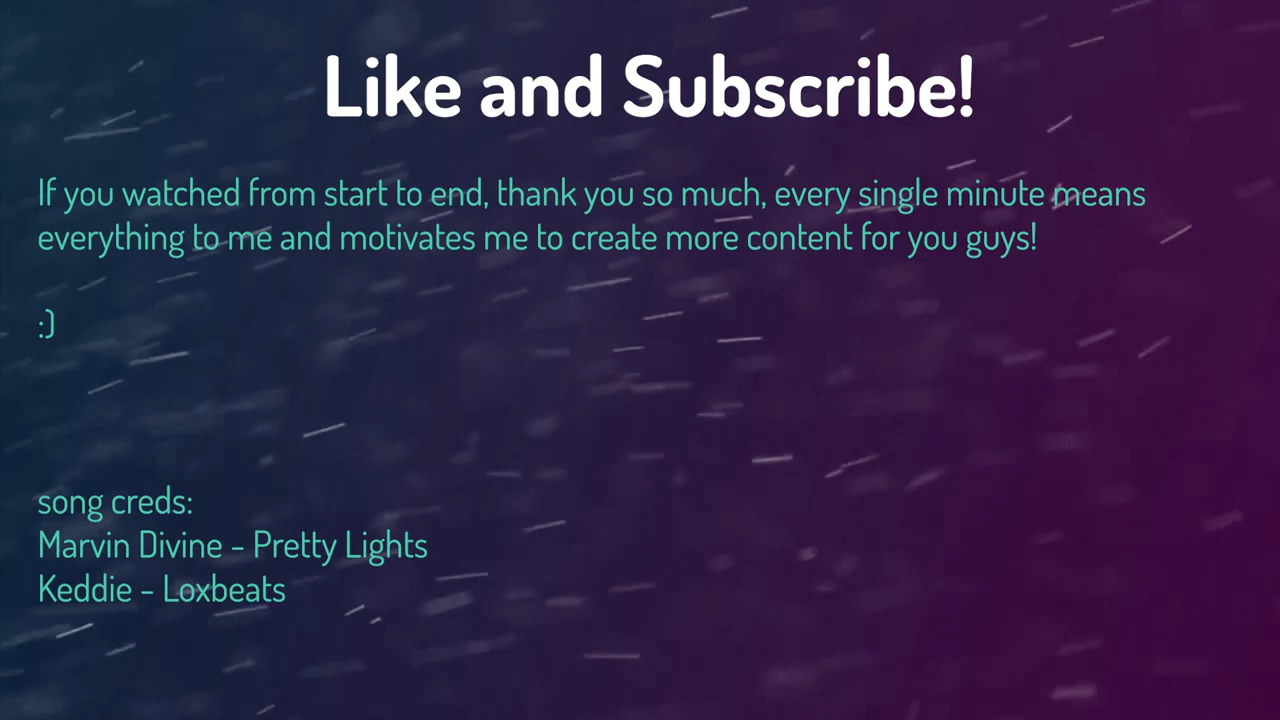 Like and Subscribe!
If you watched from start to end, thank you so much, every single minute means
everything to me and motivates me to create more content for you guys!
:)
song creds:
Marvin Divine - Pretty Lights
Keddie - Loxbeats